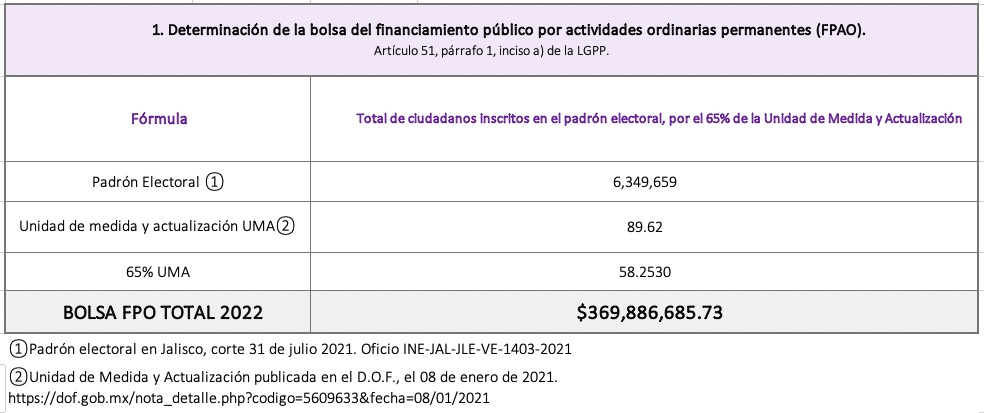 1. Determinación de la bolsa del financiamiento público por actividades ordinarias permanentes (FPAO).
Artículo 51, párrafo 1, inciso a) de la LGPP.
Fórmula
Total de ciudadanos inscritos en el padrón electoral, por el 65% de la Unidad de Medida y Actualización
Padrón Electoral ①
6,349,659
Unidad de medida y actualización UMA②
89.62
65% UMA
58.2530
BOLSA FPO TOTAL 2022
$369,886,685.73
①Padrón electoral en Jalisco, corte 31 de julio 2021. Oficio INE-JAL-JLE-VE-1403-2021
②Unidad de Medida y Actualización publicada en el D.O.F., el 08 de enero de 2021.
https://dof.gob.mx/nota_detalle.php?codigo=5609633&fecha=08/01/2021